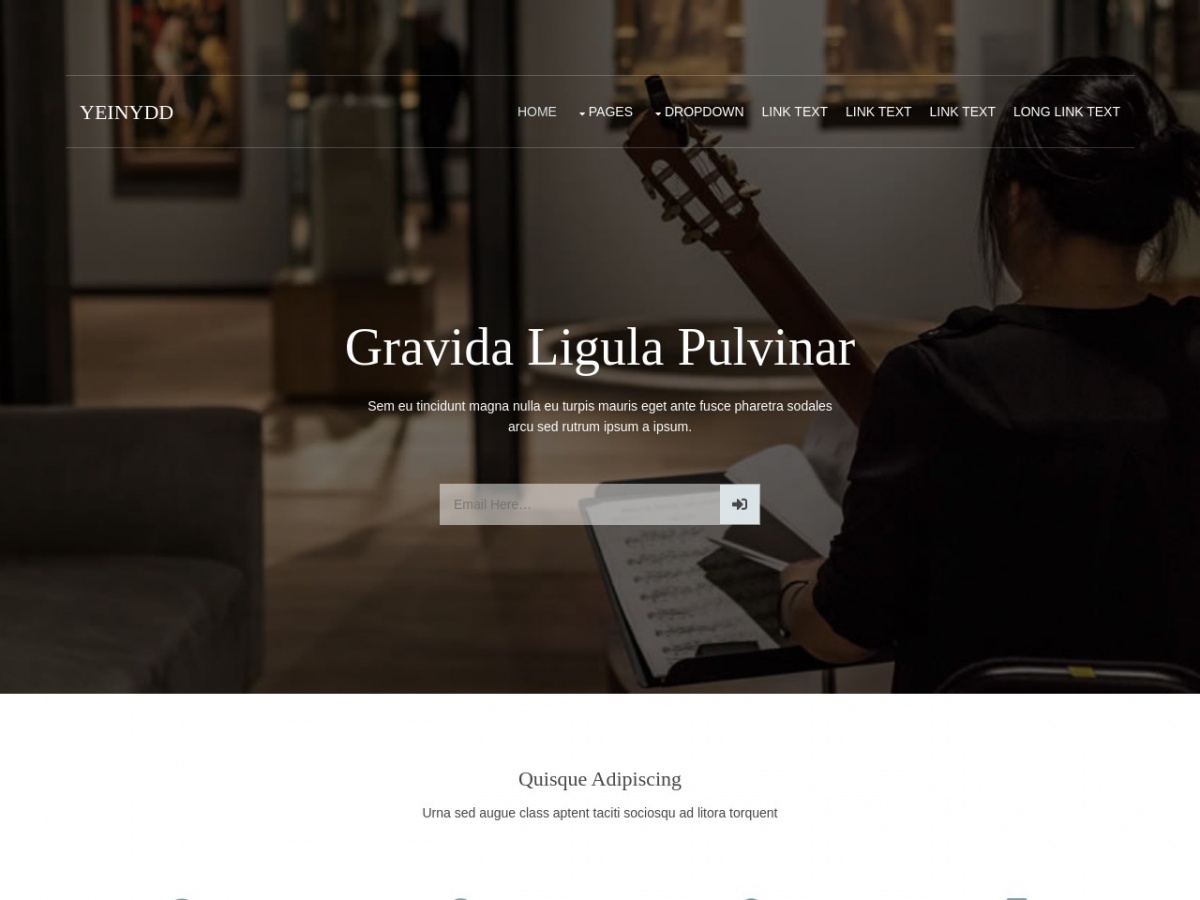 YEINYDD
HOME PAGES DROPDOWN LINK TEXT LINK TEXT LINK TEXT LONG LINK TEXT
Gravida Ligula Pulvinar
Sem eu tincidunt magna nulla eu turpis mauris eget ante fusce pharetra sodales
arcu sed rutrum ipsum a ipsum.
Email Here...
Quisque Adipiscing
Urna sed augue class aptent taciti sociosqu ad litora torquent